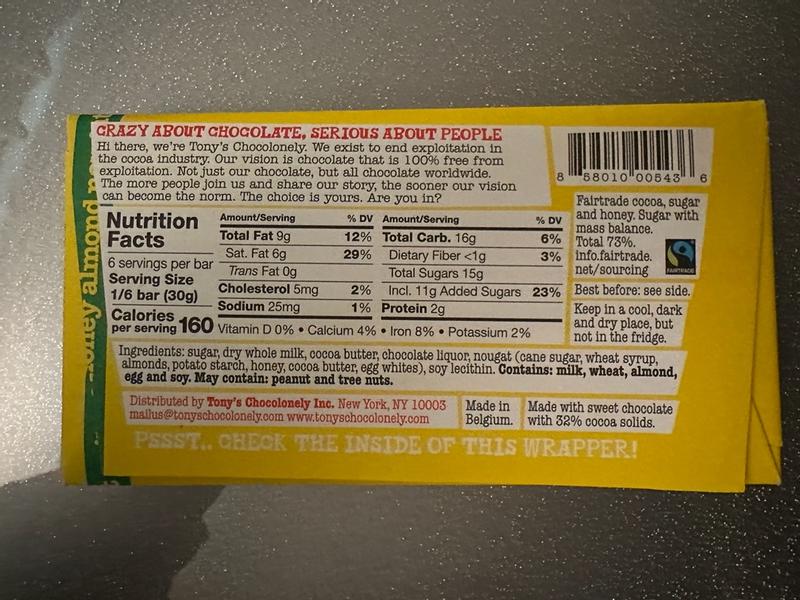 CRAZY ABOUT CHOCOLATE, SERIOUS ABOUT PEOPLE
Hi there, we're Tony's Chocolonely. We exist to end exploitation in
the cocoa industry. Our vision is chocolate that is 100% free from
exploitation. Not just our chocolate, but all chocolate worldwide.
The more people join us and share our story, the sooner our vision
can become the norm. The choice is yours. Are you in?
8 58010 00543 6
Nutrition
Facts
6 servings per bar
Serving Size
1/6 bar (30g)
Calories
per serving 160
Amount/Serving % DV
Total Fat 9g 12%
Sat. Fat 6g 29%
Trans Fat 0g
Cholesterol 5mg 2%
Sodium 25mg 1%
Amount/Serving % DV
Total Carb. 16g 6%
Dietary Fiber <1g 3%
Total Sugars 15g
Incl. 11g Added Sugars 23%
Protein 2g
Vitamin D 0% • Calcium 4% • Iron 8% • Potassium 2%
Fairtrade cocoa, sugar
and honey. Sugar with
mass balance.
Total 73%.
info.fairtrade.
net/sourcing
FAIRTRADE
Best before: see side.
Keep in a cool, dark
and dry place, but
not in the fridge.
Ingredients: sugar, dry whole milk, cocoa butter, chocolate liquor, nougat (cane sugar, wheat syrup,
almonds, potato starch, honey, cocoa butter, egg whites), soy lecithin. Contains: milk, wheat, almond,
egg and soy. May contain: peanut and tree nuts.
Distributed by Tony's Chocolonely Inc. New York, NY 10003
mailus@tonyschocolonely.com www.tonyschocolonely.com
Made in
Belgium.
Made with sweet chocolate
with 32% cocoa solids.
PSSST.. CHECK THE INSIDE OF THIS WRAPPER!
honey almond